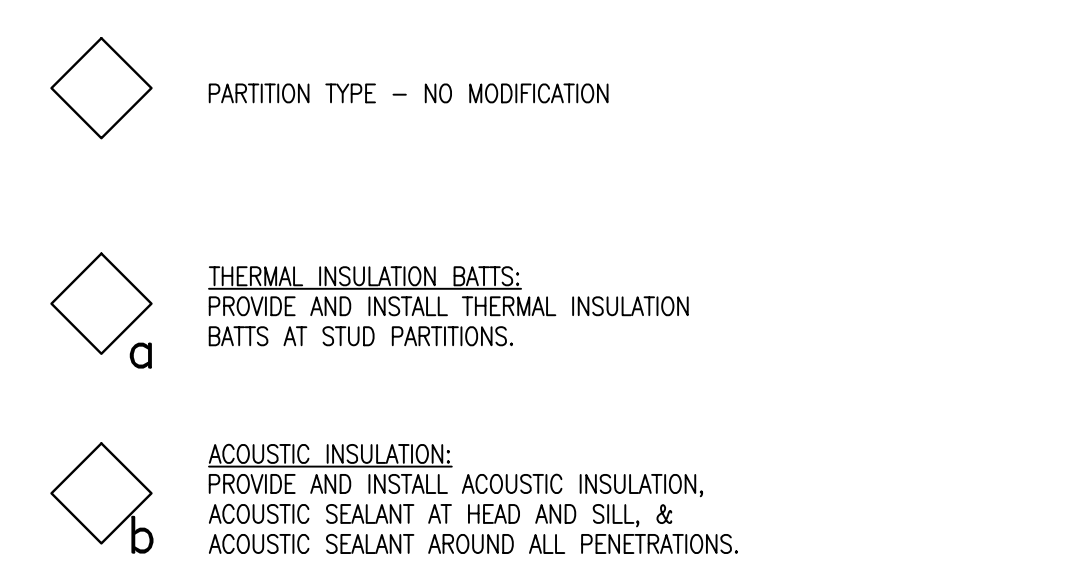 PARTITION TYPE – NO MODIFICATION
THERMAL INSULATION BATTS:
PROVIDE AND INSTALL THERMAL INSULATION
BATTS AT STUD PARTITIONS.
a
ACOUSTIC INSULATION:
PROVIDE AND INSTALL ACOUSTIC INSULATION,
ACOUSTIC SEALANT AT HEAD AND SILL, &
ACOUSTIC SEALANT AROUND ALL PENETRATIONS.
b